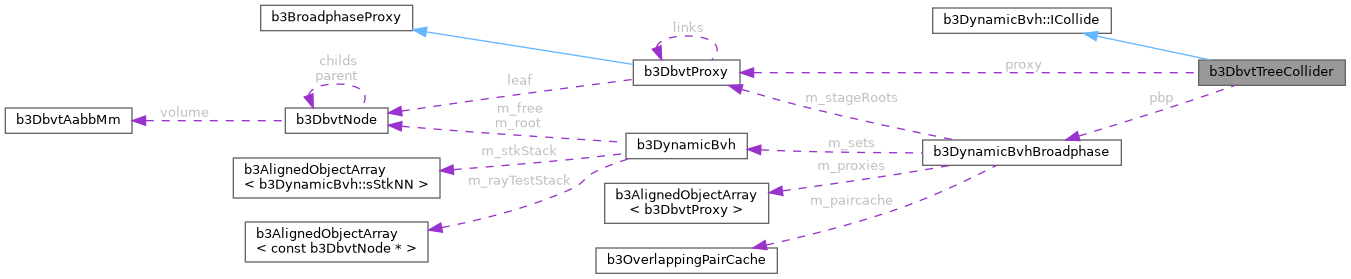 b3BroadphaseProxy
b3DynamicBvh::ICollide
links
childs
parent
b3DbvtProxy
proxy
b3DbvtTreeCollider
leaf
m_stageRoots
pbp
m_free
m_root
b3DbvtAabbMm
volume
b3DbvtNode
m_stkStack
b3DynamicBvh
m_sets
b3DynamicBvhBroadphase
m_proxies
b3AlignedObjectArray
< b3DynamicBvh::sStkNN >
m_rayTestStack
b3AlignedObjectArray
< b3DbvtProxy >
m_paircache
b3AlignedObjectArray
< const b3DbvtNode * >
b3OverlappingPairCache